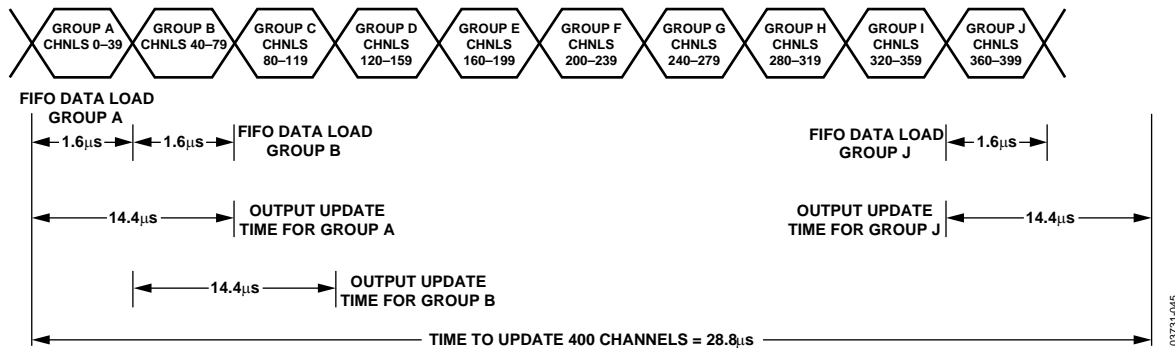 GROUP A
CHNLS 0–39
GROUP B
CHNLS 40–79
GROUP C
CHNLS
80–119
GROUP D
CHNLS
120–159
GROUP E
CHNLS
160–199
GROUP F
CHNLS
200–239
GROUP G
CHNLS
240–279
GROUP H
CHNLS
280–319
GROUP I
CHNLS
320–359
GROUP J
CHNLS
360–399
FIFO DATA LOAD
GROUP A
1.6μs
1.6μs
FIFO DATA LOAD
GROUP B
FIFO DATA LOAD
GROUP J
1.6μs
14.4μs
OUTPUT UPDATE
TIME FOR GROUP A
OUTPUT UPDATE
TIME FOR GROUP J
14.4μs
14.4μs
OUTPUT UPDATE
TIME FOR GROUP B
TIME TO UPDATE 400 CHANNELS = 28.8μs
03731-045